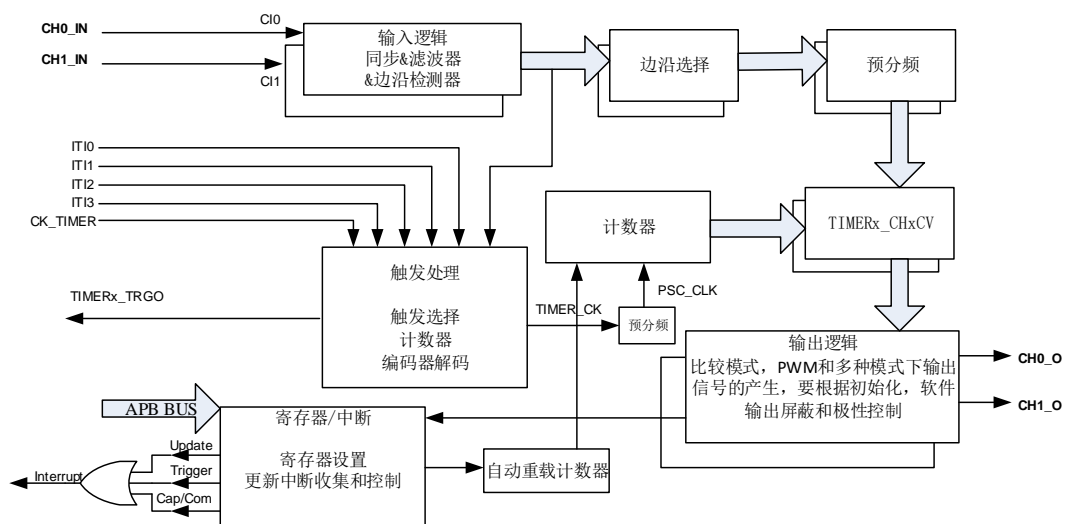 CH0_IN
CI0
CH1_IN
CI1
输入逻辑
同步&滤波器
&边沿检测器
边沿选择
预分频
ITI0
ITI1
ITI2
ITI3
CK_TIMER
计数器
TIMERx_CHxCV
触发处理
触发选择
计数器
编码器解码
TIMERx_TRGO
TIMER_CK
PSC_CLK
预分频
输出逻辑
比较模式，PWM和多种模式下输出
信号的产生，要根据初始化，软件
输出屏蔽和极性控制
CH0_O
CH1_O
APB BUS
寄存器/中断
寄存器设置
更新中断收集和控制
自动重载计数器
Update
Trigger
Cap/Com
Interrupt